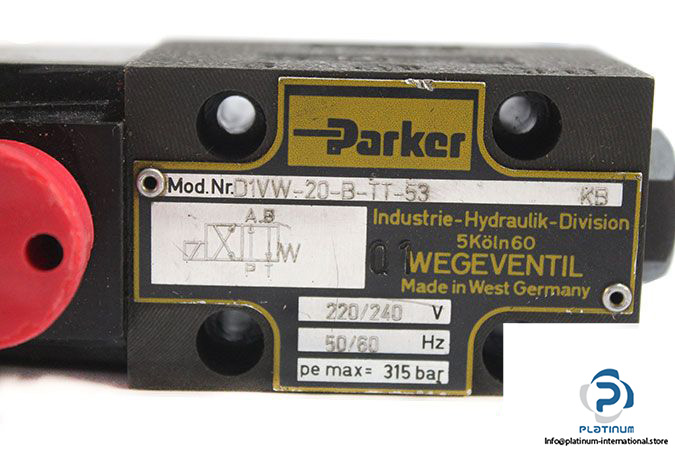 Parker
Mod.Nr. D1VW-20-B-TT-53 KB
A B
W
P T
Industrie-Hydraulik-Division
5Köln60
01
WEGEVENTIL
Made in West Germany
220/240 V
50/60 Hz
pe max= 315 bar
P
PLATINUM
Info@platinum-international.store